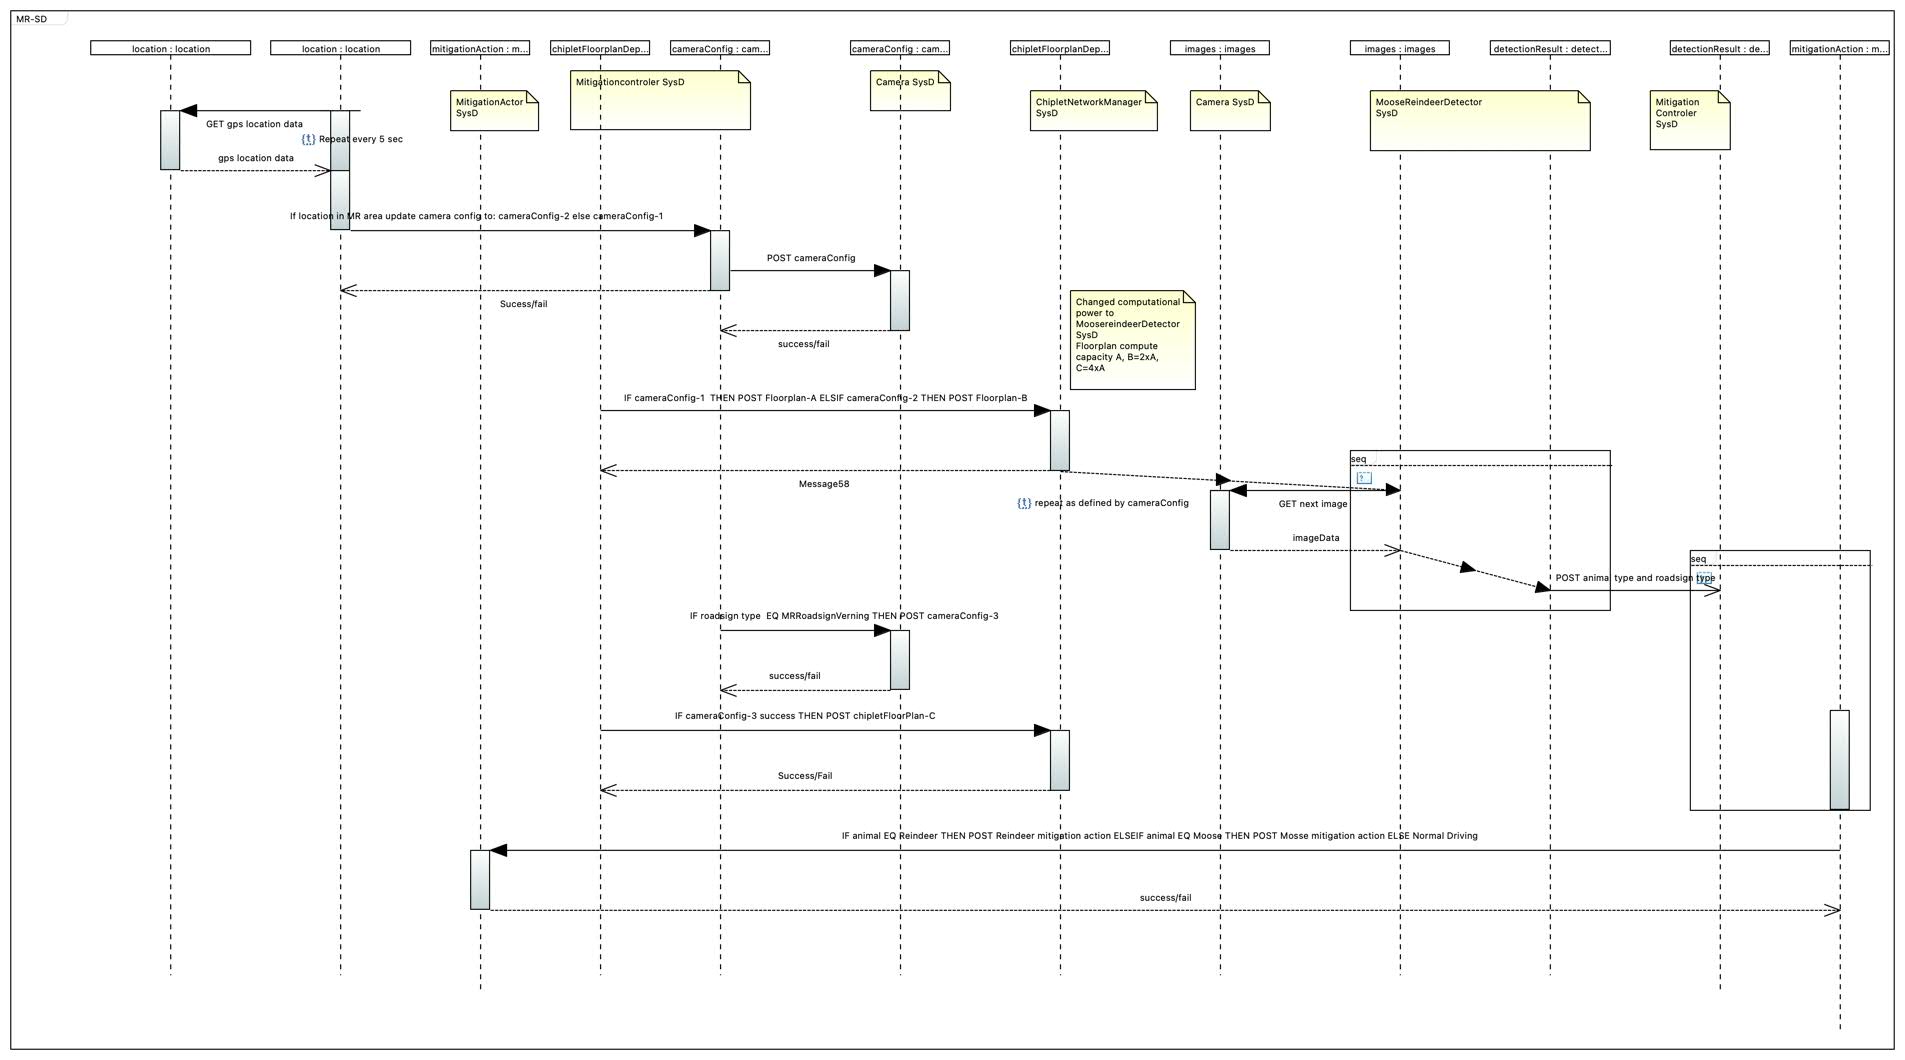 MR-SD
location : location
location : location
mitigationAction : m...
chipletFloorplanDep...
cameraConfig : cam...
cameraConfig : cam...
chipletFloorplanDep...
images : images
images : images
detectionResult : detect...
detectionResult : de...
mitigationAction : m...
MitigationActor
SysD
Mitigationcontroler SysD
Camera SysD
ChipletNetworkManager
SysD
Camera SysD
MooseReindeerDetector
SysD
Mitigation
Controler
SysD
GET gps location data
{t} Repeat every 5 sec
gps location data
If location in MR area update camera config to: cameraConfig-2 else cameraConfig-1
POST cameraConfig
Sucess/fail
success/fail
Changed computational
power to
MoosereindeerDetector
SysD
Floorplan compute
capacity A, B=2xA,
C=4xA
IF cameraConfig-1 THEN POST Floorplan-A ELSIF cameraConfig-2 THEN POST Floorplan-B
Message58
seq
?
{t} repeat as defined by cameraConfig
GET next image
imageData
seq
POST animal type and roadsign type
IF roadsign type EQ MRRoadsignVerning THEN POST cameraConfig-3
success/fail
IF cameraConfig-3 success THEN POST chipletFloorPlan-C
Success/Fail
IF animal EQ Reindeer THEN POST Reindeer mitigation action ELSEIF animal EQ Moose THEN POST Mosse mitigation action ELSE Normal Driving
success/fail